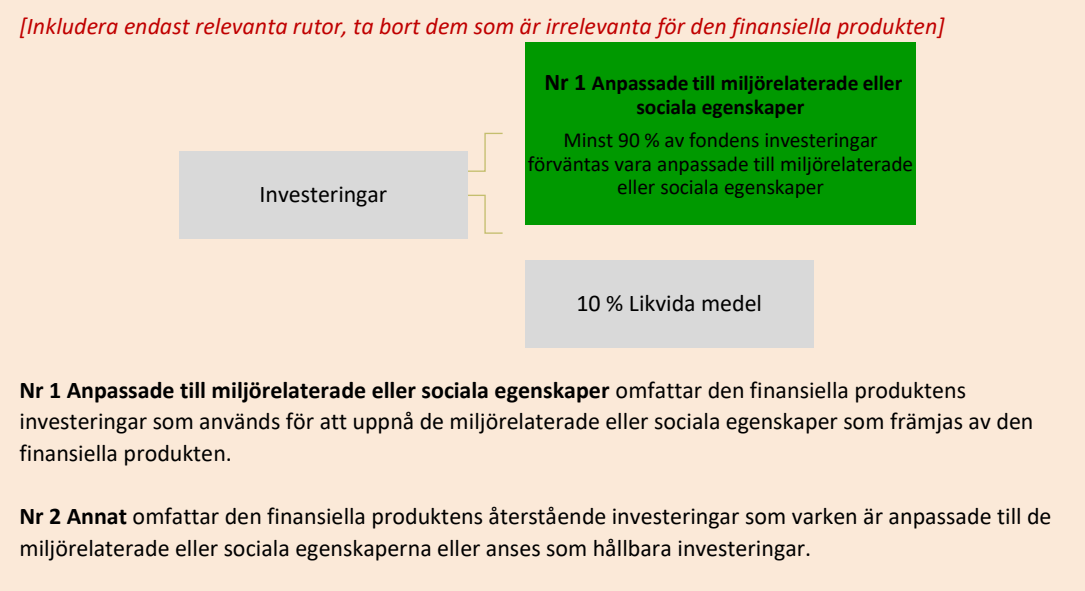 [Inkludera endast relevanta rutor, ta bort dem som är irrelevanta för den finansiella produkten]
Nr 1 Anpassade till miljörelaterade eller
sociala egenskaper
Minst 90 % av fondens investeringar
förväntas vara anpassade till miljörelaterade
eller sociala egenskaper
Investeringar
10 % Likvida medel
Nr 1 Anpassade till miljörelaterade eller sociala egenskaper omfattar den finansiella produktens
investeringar som används för att uppnå de miljörelaterade eller sociala egenskaper som främjas av den
finansiella produkten.
Nr 2 Annat omfattar den finansiella produktens återstående investeringar som varken är anpassade till de
miljörelaterade eller sociala egenskaperna eller anses som hållbara investeringar.